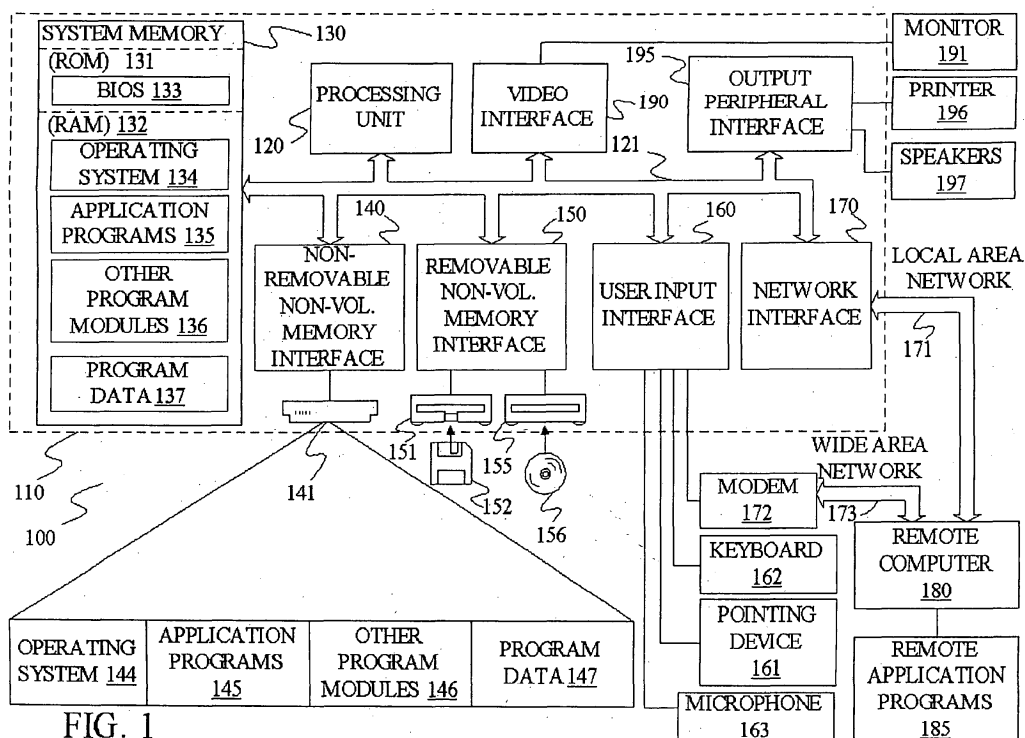 SYSTEM MEMORY
(ROM) 131
BIOS 133
(RAM) 132
OPERATING
SYSTEM 134
APPLICATION
PROGRAMS 135
OTHER
PROGRAM
MODULES 136
PROGRAM
DATA 137
130
PROCESSING
UNIT
120
VIDEO
INTERFACE
190
195
OUTPUT
PERIPHERAL
INTERFACE
121
MONITOR
191
PRINTER
196
SPEAKERS
197
140
NON-
REMOVABLE
NON-VOL.
MEMORY
INTERFACE
150
REMOVABLE
NON-VOL.
MEMORY
INTERFACE
160
USER INPUT
INTERFACE
170
NETWORK
INTERFACE
LOCAL AREA
NETWORK
171
110
100
141
151
152
155
156
WIDE AREA
NETWORK
173
MODEM
172
KEYBOARD
162
POINTING
DEVICE
161
MICROPHONE
163
REMOTE
COMPUTER
180
REMOTE
APPLICATION
PROGRAMS
185
OPERATING
SYSTEM 144
APPLICATION
PROGRAMS
145
OTHER
PROGRAM
MODULES 146
PROGRAM
DATA 147
FIG. 1